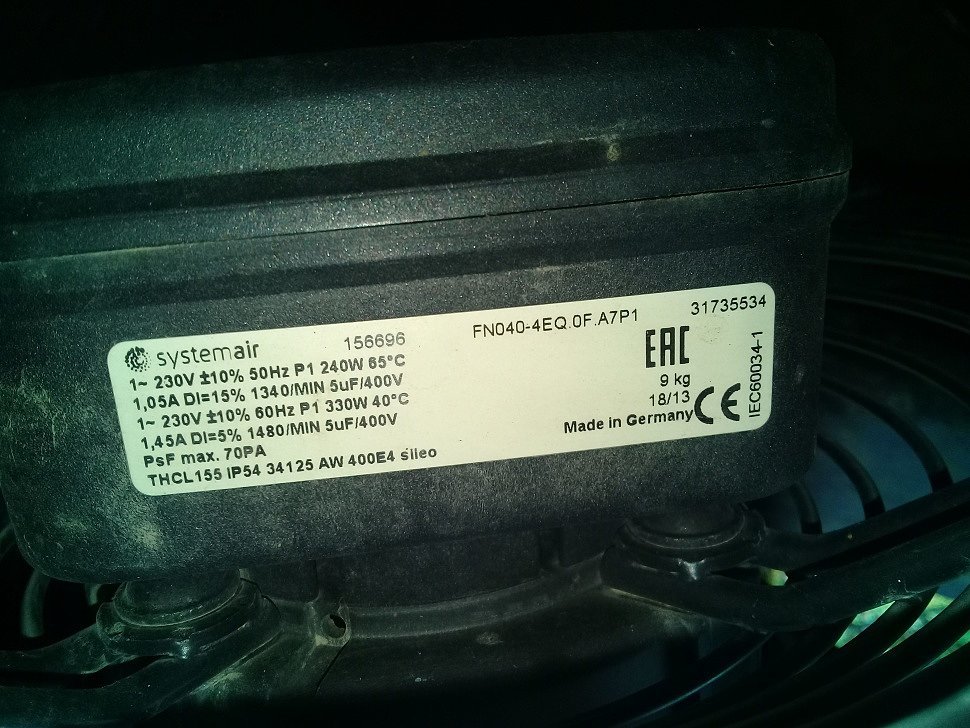 systemair 156696 FN040-4EQ.0F.A7P1 31735534
1~ 230V ±10% 50Hz P1 240W 65°C
1,05A DI=15% 1340/MIN 5uF/400V
1~ 230V ±10% 60Hz P1 330W 40°C
1,45A DI=5% 1480/MIN 5uF/400V
PsF max. 70PA
THCL155 IP54 34125 AW 400E4 sileo
EAC
9 kg
18/13
Made in Germany CE
IEC60034-1